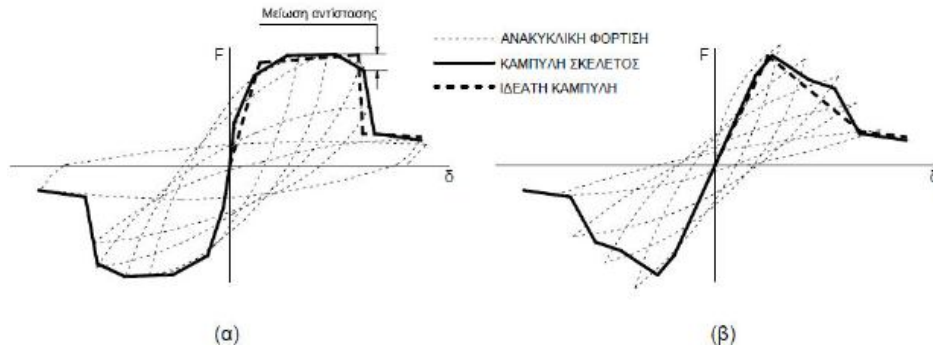 Μείωση αντίστασης
F
δ
ΑΝΑΚΥΚΛΙΚΗ ΦΟΡΤΙΣΗ
ΚΑΜΠΥΛΗ ΣΚΕΛΕΤΟΣ
ΙΔΕΑΤΗ ΚΑΜΠΥΛΗ
F
δ
(α)
(β)